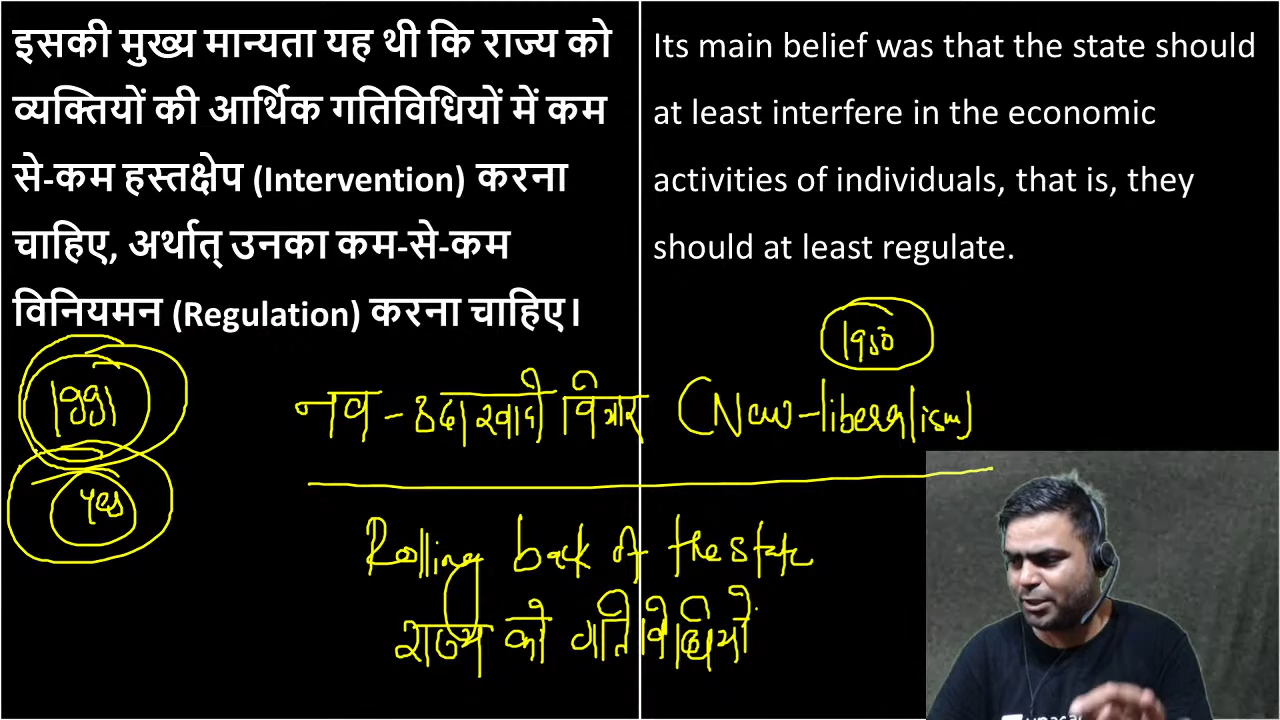 इसकी मुख्य मान्यता यह थी कि राज्य को
व्यक्तियों की आर्थिक गतिविधियों में कम
से-कम हस्तक्षेप (Intervention) करना
चाहिए, अर्थात् उनका कम-से-कम
विनियमन (Regulation) करना चाहिए।
Its main belief was that the state should
at least interfere in the economic
activities of individuals, that is, they
should at least regulate.
1950
1991
Yes
नव-उदारवादी विचार (New-liberalism)
Rolling back of the state
राज्य को गतिविधियों